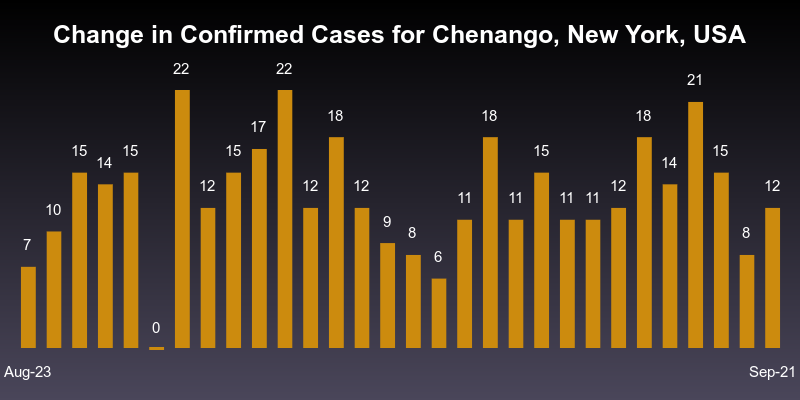 Change in Confirmed Cases for Chenango, New York, USA
7 10 15 14 15 0 22 12 15 17 22 12 18 12 9 8 6 11 18 11 15 11 11 12 18 14 21 15 8 12
Aug-23 Sep-21